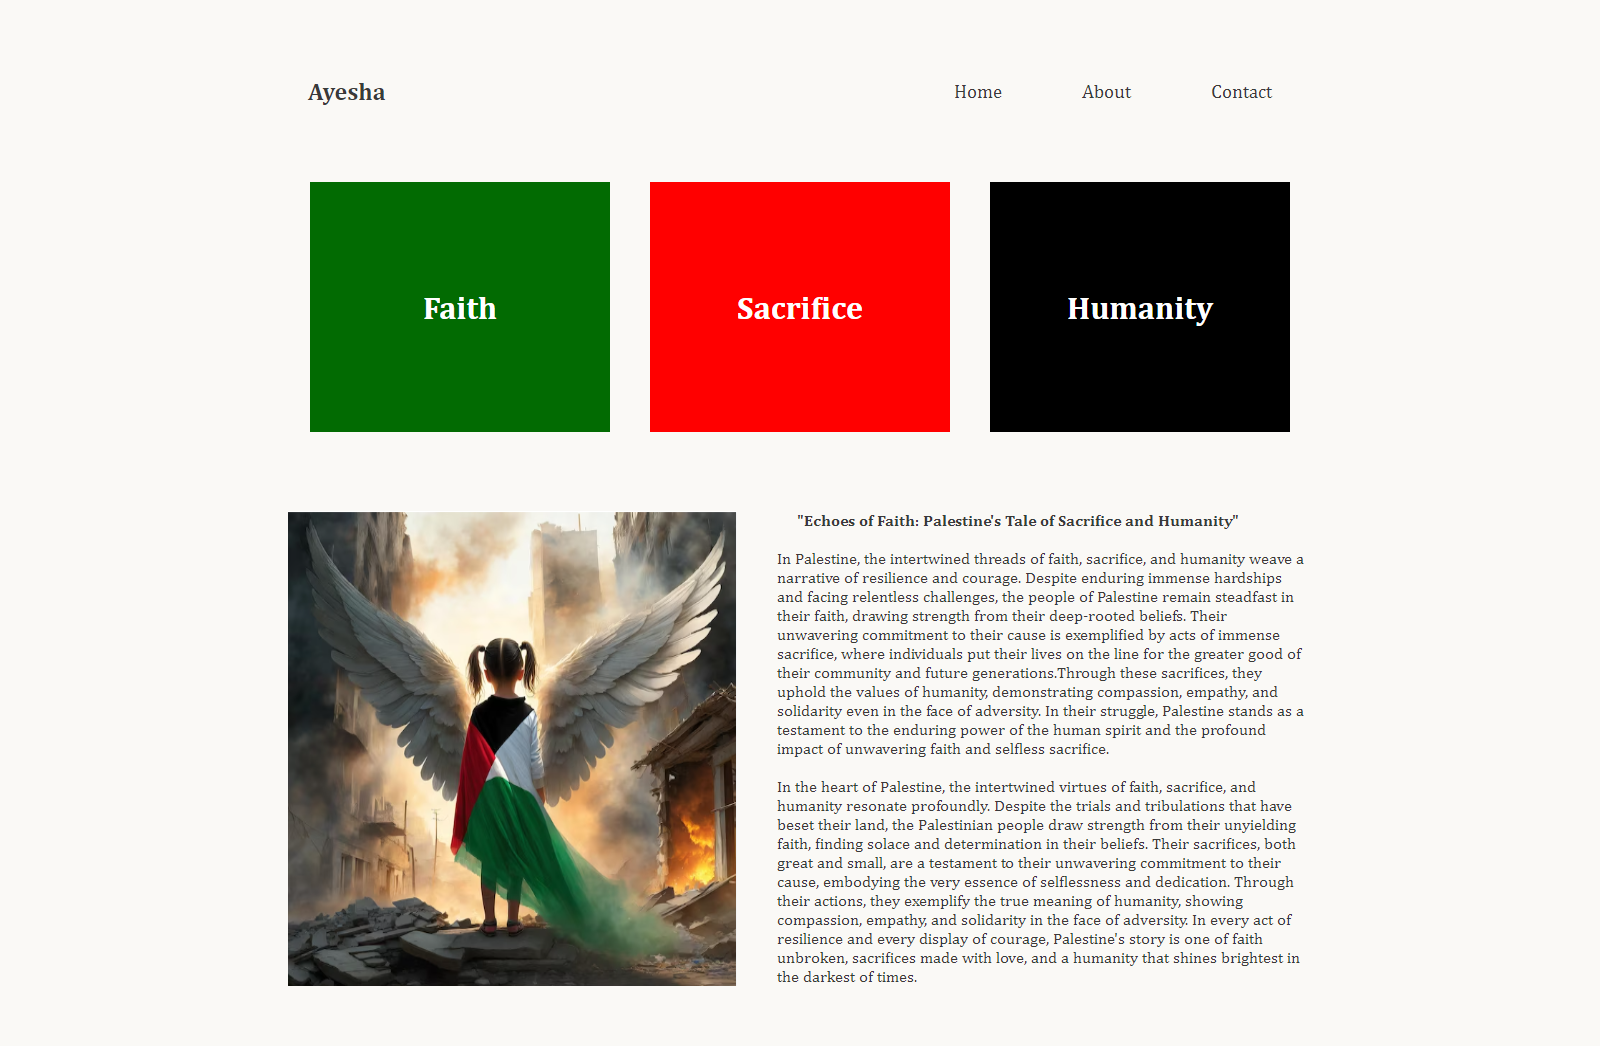 Ayesha
Home About Contact
Faith
Sacrifice
Humanity
"Echoes of Faith: Palestine's Tale of Sacrifice and Humanity"
In Palestine, the intertwined threads of faith, sacrifice, and humanity weave a
narrative of resilience and courage. Despite enduring immense hardships
and facing relentless challenges, the people of Palestine remain steadfast in
their faith, drawing strength from their deep-rooted beliefs. Their
unwavering commitment to their cause is exemplified by acts of immense
sacrifice, where individuals put their lives on the line for the greater good of
their community and future generations.Through these sacrifices, they
uphold the values of humanity, demonstrating compassion, empathy, and
solidarity even in the face of adversity. In their struggle, Palestine stands as a
testament to the enduring power of the human spirit and the profound
impact of unwavering faith and selfless sacrifice.
In the heart of Palestine, the intertwined virtues of faith, sacrifice, and
humanity resonate profoundly. Despite the trials and tribulations that have
beset their land, the Palestinian people draw strength from their unyielding
faith, finding solace and determination in their beliefs. Their sacrifices, both
great and small, are a testament to their unwavering commitment to their
cause, embodying the very essence of selflessness and dedication. Through
their actions, they exemplify the true meaning of humanity, showing
compassion, empathy, and solidarity in the face of adversity. In every act of
resilience and every display of courage, Palestine's story is one of faith
unbroken, sacrifices made with love, and a humanity that shines brightest in
the darkest of times.